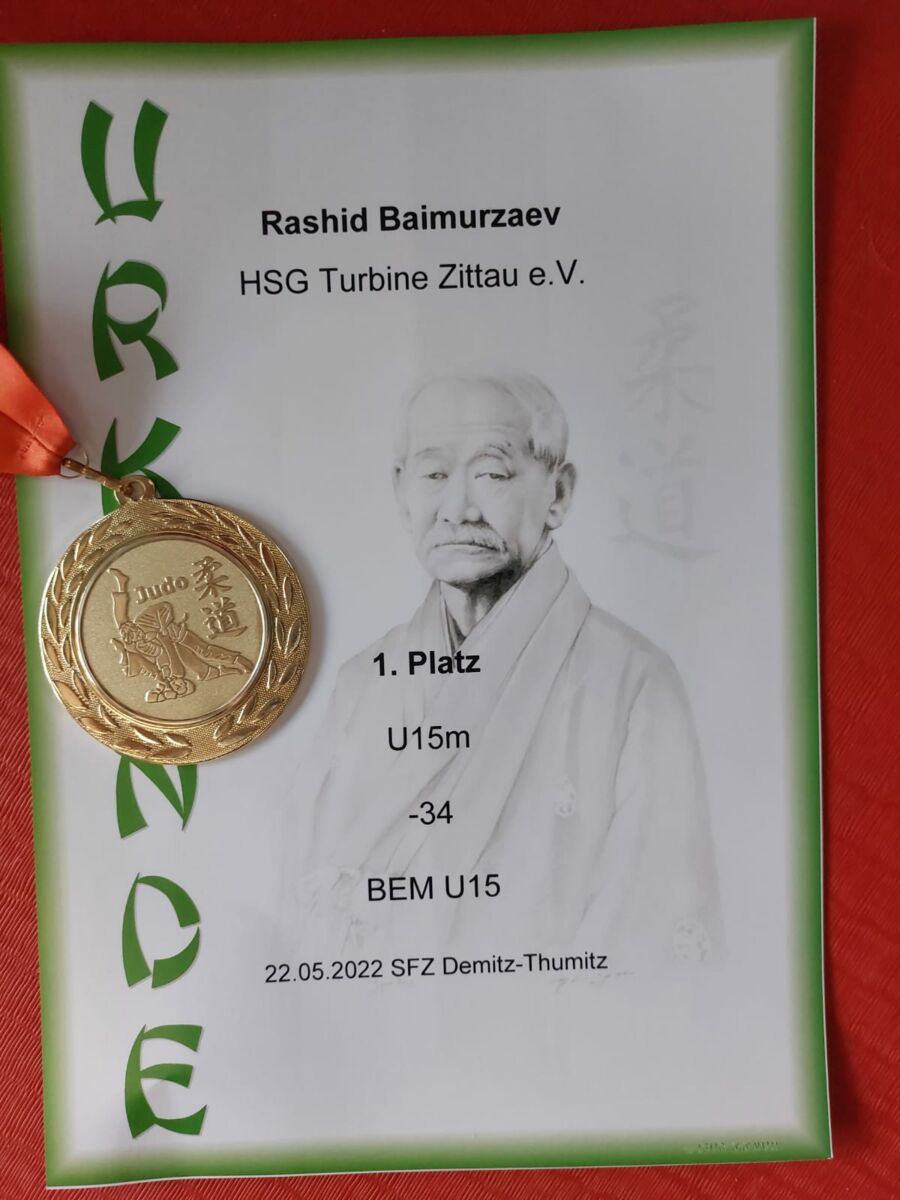 URKUNDE
Rashid Baimurzaev
HSG Turbine Zittau e.V.
柔道
Judo 柔道
1. Platz
U15m
-34
BEM U15
22.05.2022 SFZ Demitz-Thumitz